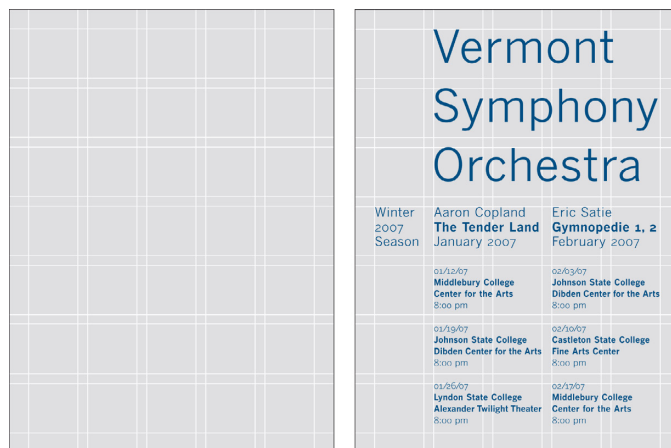 Vermont
Symphony
Orchestra
Winter
2007
Season
Aaron Copland
The Tender Land
January 2007
Eric Satie
Gymnopedie 1, 2
February 2007
01/12/07
Middlebury College
Center for the Arts
8:00 pm
02/03/07
Johnson State College
Dibden Center for the Arts
8:00 pm
01/19/07
Johnson State College
Dibden Center for the Arts
8:00 pm
02/10/07
Castleton State College
Fine Arts Center
8:00 pm
01/26/07
Lyndon State College
Alexander Twilight Theater
8:00 pm
02/17/07
Middlebury College
Center for the Arts
8:00 pm